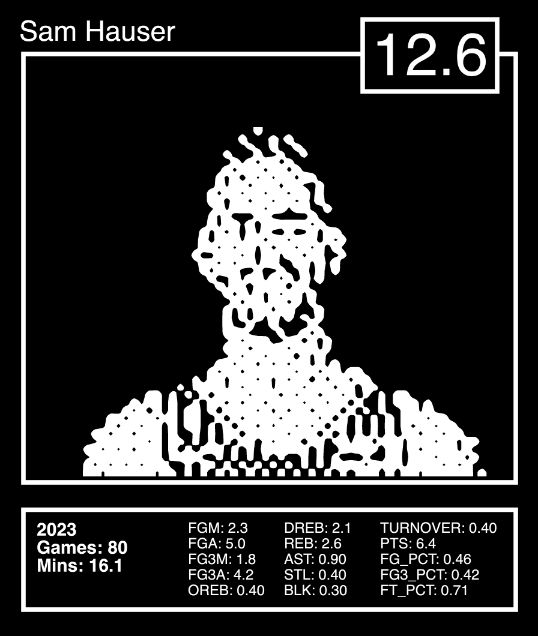 Sam Hauser
12.6
2023
Games: 80
Mins: 16.1
FGM: 2.3
FGA: 5.0
FG3M: 1.8
FG3A: 4.2
OREB: 0.40
DREB: 2.1
REB: 2.6
AST: 0.90
STL: 0.40
BLK: 0.30
TURNOVER: 0.40
PTS: 6.4
FG_PCT: 0.46
FG3_PCT: 0.42
FT_PCT: 0.71